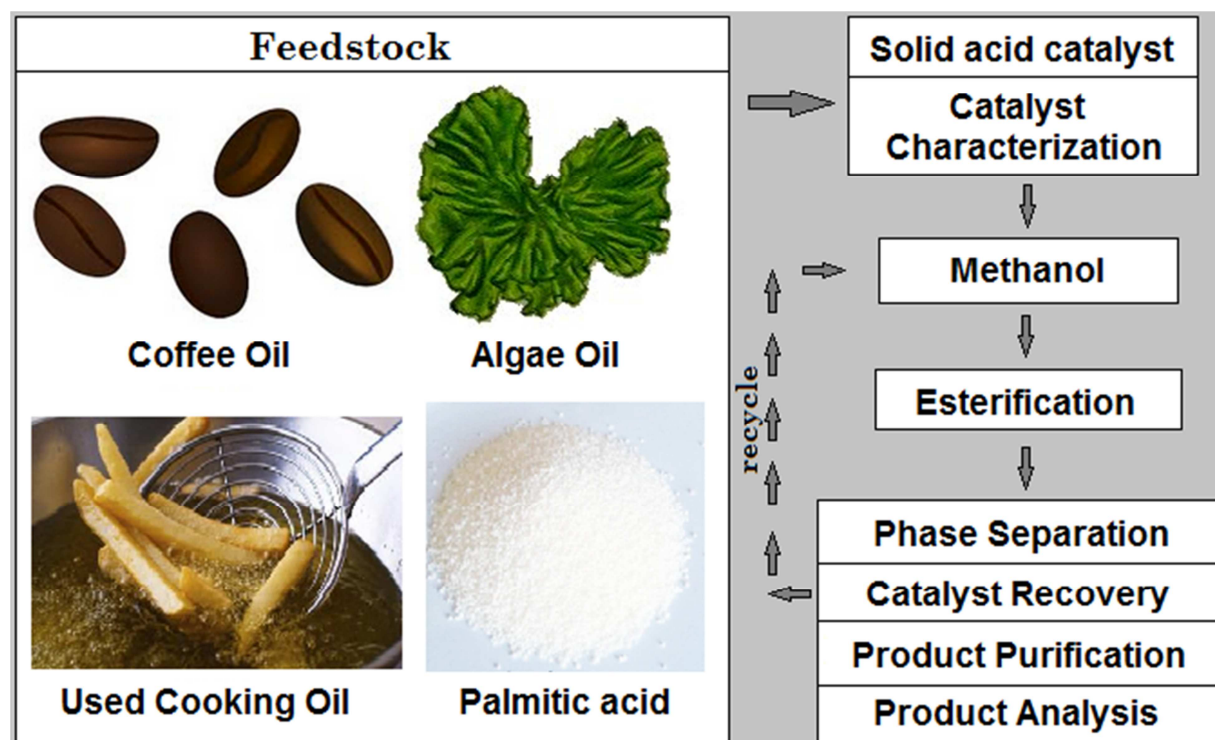 Feedstock
Coffee Oil
Algae Oil
Used Cooking Oil
Palmitic acid
recycle
Solid acid catalyst
Catalyst
Characterization
Methanol
Esterification
Phase Separation
Catalyst Recovery
Product Purification
Product Analysis